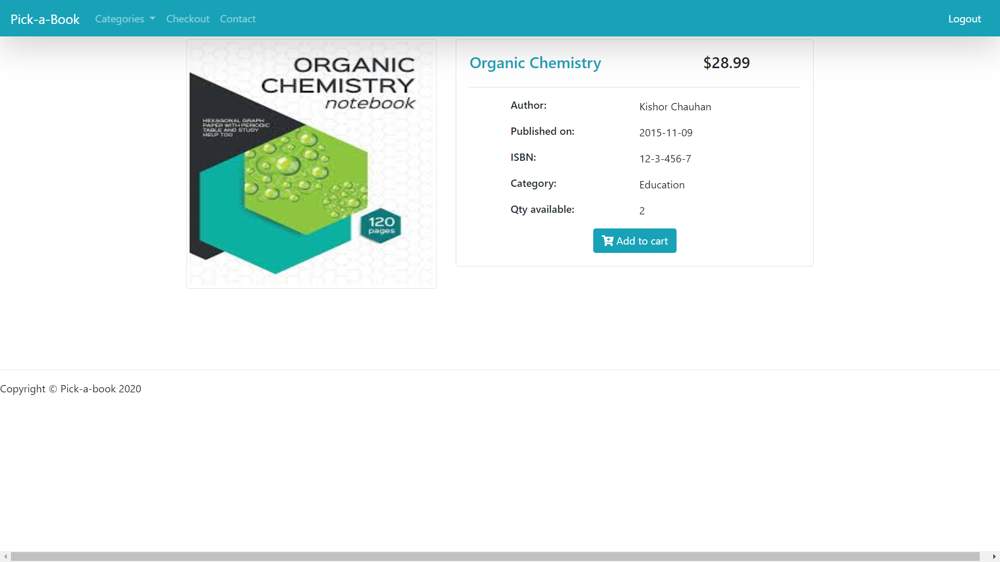 Pick-a-Book Categories Checkout Contact Logout
ORGANIC
CHEMISTRY
notebook
HEXAGONAL GRAPH
PAPER WITH PERIODIC
TABLE AND STUDY
HELP TOO
120
pages
Organic Chemistry $28.99
Author: Kishor Chauhan
Published on: 2015-11-09
ISBN: 12-3-456-7
Category: Education
Qty available: 2
Add to cart
Copyright © Pick-a-book 2020